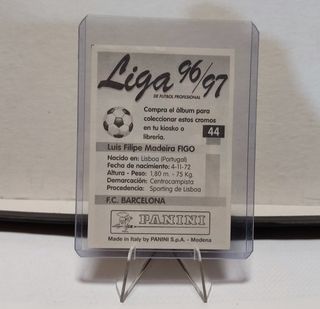 Liga 96/97
DE FUTBOL PROFESIONAL
Compra el álbum para
coleccionar estos cromos
en tu kiosko o
librería.
44
Luis Filipe Madeira FIGO
Nacido en: Lisboa (Portugal)
Fecha de nacimiento: 4-11-72
Altura - Peso: 1,80 m. - 75 Kg.
Demarcación: Centrocampista
Procedencia: Sporting de Lisboa
F.C. BARCELONA
PANINI
Made in Italy by PANINI S.p.A. - Modena